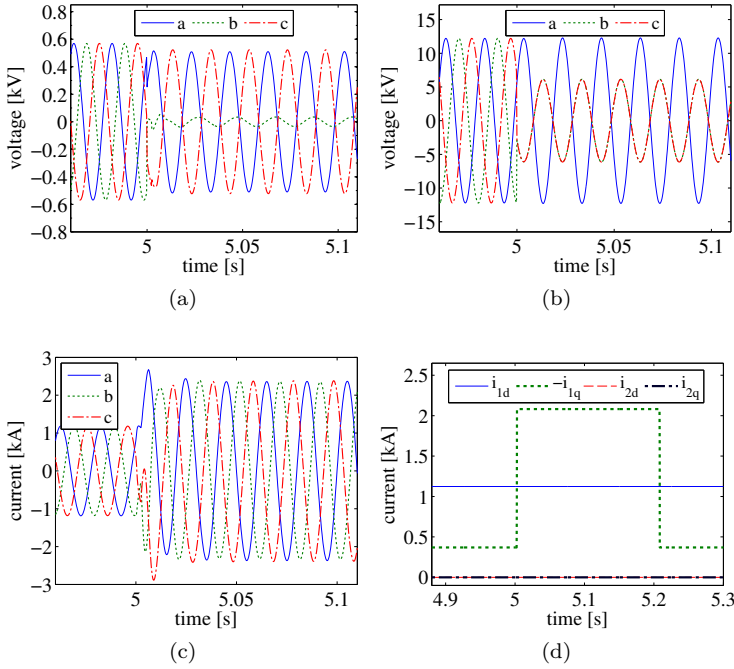 a b c
0.8
0.6
0.4
0.2
0
−0.2
−0.4
−0.6
−0.8
voltage [kV]
5 5.05 5.1
time [s]
(a)
a b c
15
10
5
0
−5
−10
−15
voltage [kV]
5 5.05 5.1
time [s]
(b)
a
b
c
3
2
1
0
−1
−2
−3
current [kA]
5 5.05 5.1
time [s]
(c)
i1d −i1q i2d i2q
2.5
2
1.5
1
0.5
0
current [kA]
4.9 5 5.1 5.2 5.3
time [s]
(d)